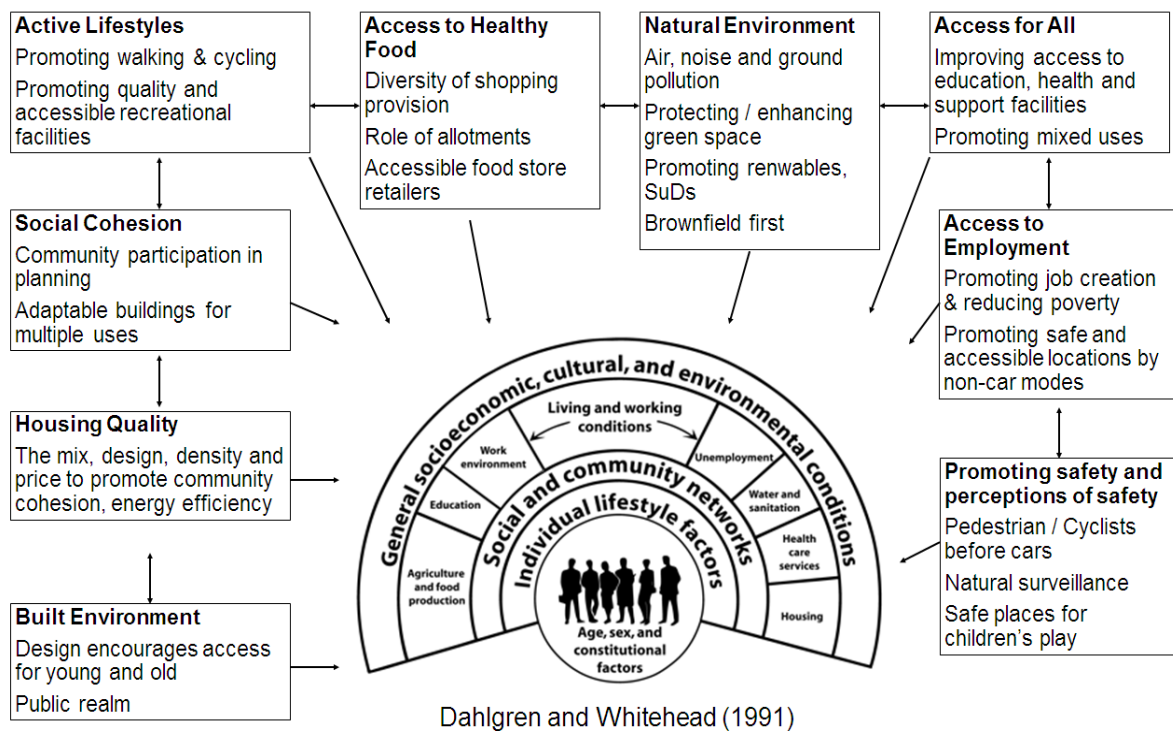 Active Lifestyles
Promoting walking & cycling
Promoting quality and
accessible recreational
facilities
Access to Healthy
Food
Diversity of shopping
provision
Role of allotments
Accessible food store
retailers
Natural Environment
Air, noise and ground
pollution
Protecting / enhancing
green space
Promoting renwables,
SuDs
Brownfield first
Access for All
Improving access to
education, health and
support facilities
Promoting mixed uses
Social Cohesion
Community participation in
planning
Adaptable buildings for
multiple uses
Access to
Employment
Promoting job creation
& reducing poverty
Promoting safe and
accessible locations by
non-car modes
Housing Quality
The mix, design, density and
price to promote community
cohesion, energy efficiency
Promoting safety and
perceptions of safety
Pedestrian / Cyclists
before cars
Natural surveillance
Safe places for
children's play
Built Environment
Design encourages access
for young and old
Public realm
General socioeconomic, cultural, and environmental conditions
Living and working
conditions
Agriculture
and food
production
Education
Work
environment
Unemployment
Water and
sanitation
Health
care
services
Housing
Social and community networks
Individual lifestyle factors
Age, sex, and
constitutional
factors
Dahlgren and Whitehead (1991)